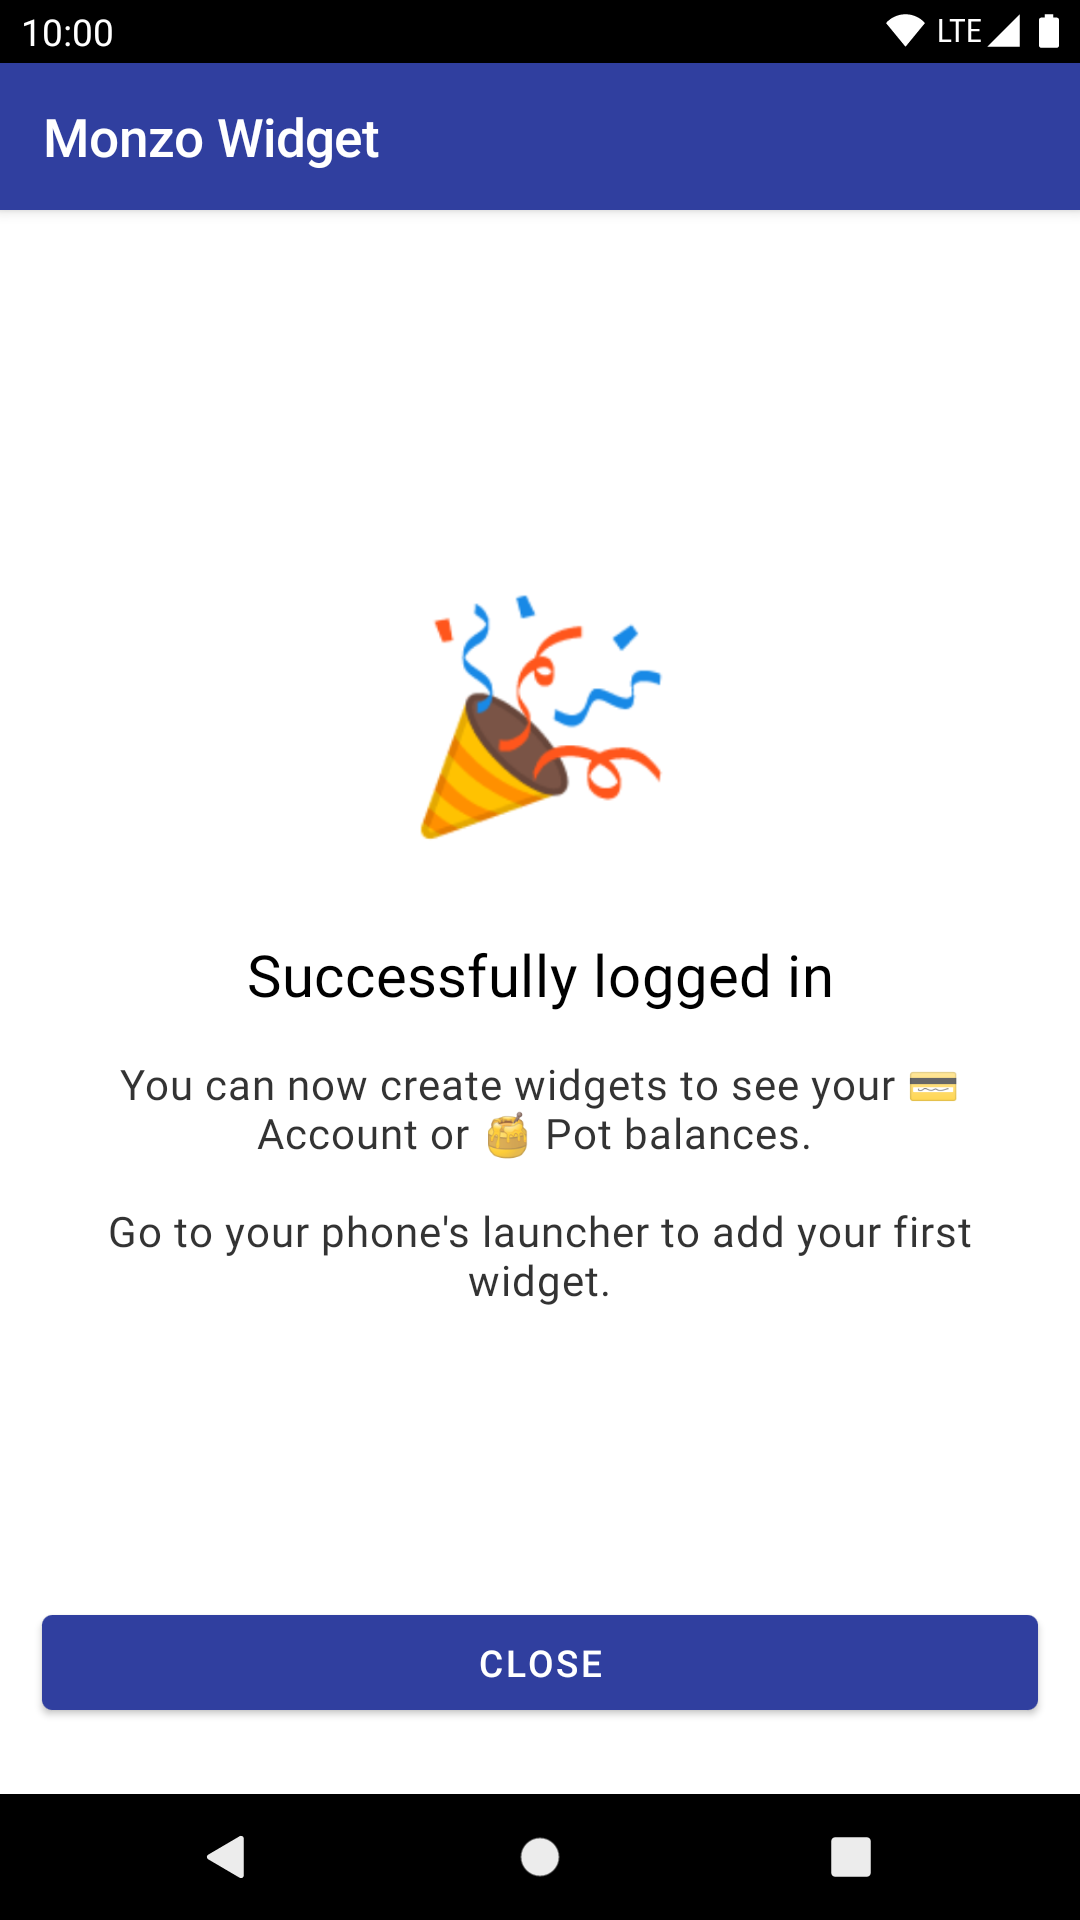 10:00 LTE
Monzo Widget
Successfully logged in
You can now create widgets to see your 💳
Account or 🍯 Pot balances.
Go to your phone's launcher to add your first
widget.
CLOSE